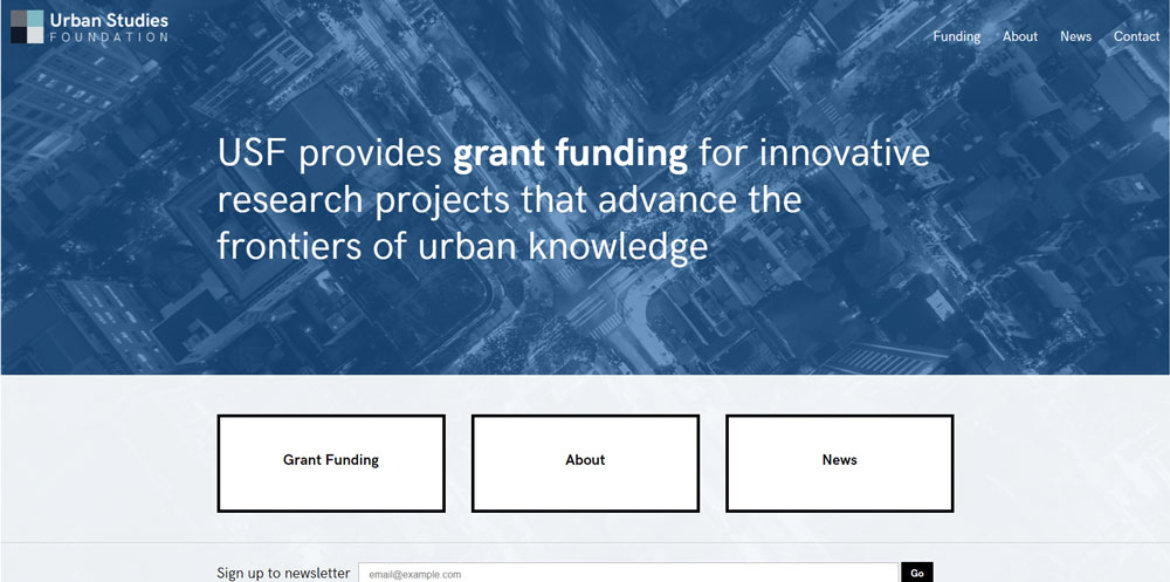 Urban Studies
FOUNDATION
Funding About News Contact
USF provides grant funding for innovative
research projects that advance the
frontiers of urban knowledge
Grant Funding
About
News
Sign up to newsletter email@example.com Go